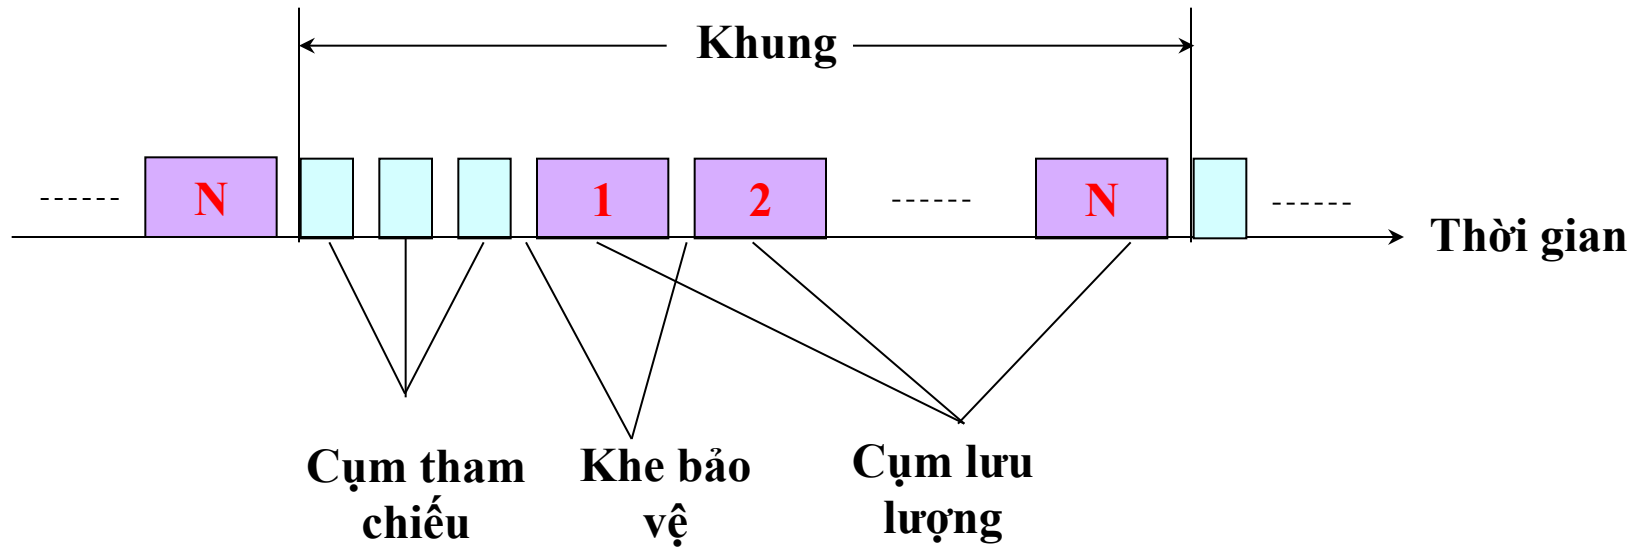 Khung
N
1
2
N
Thời gian
Cụm tham
chiếu
Khe bảo
vệ
Cụm lưu
lượng